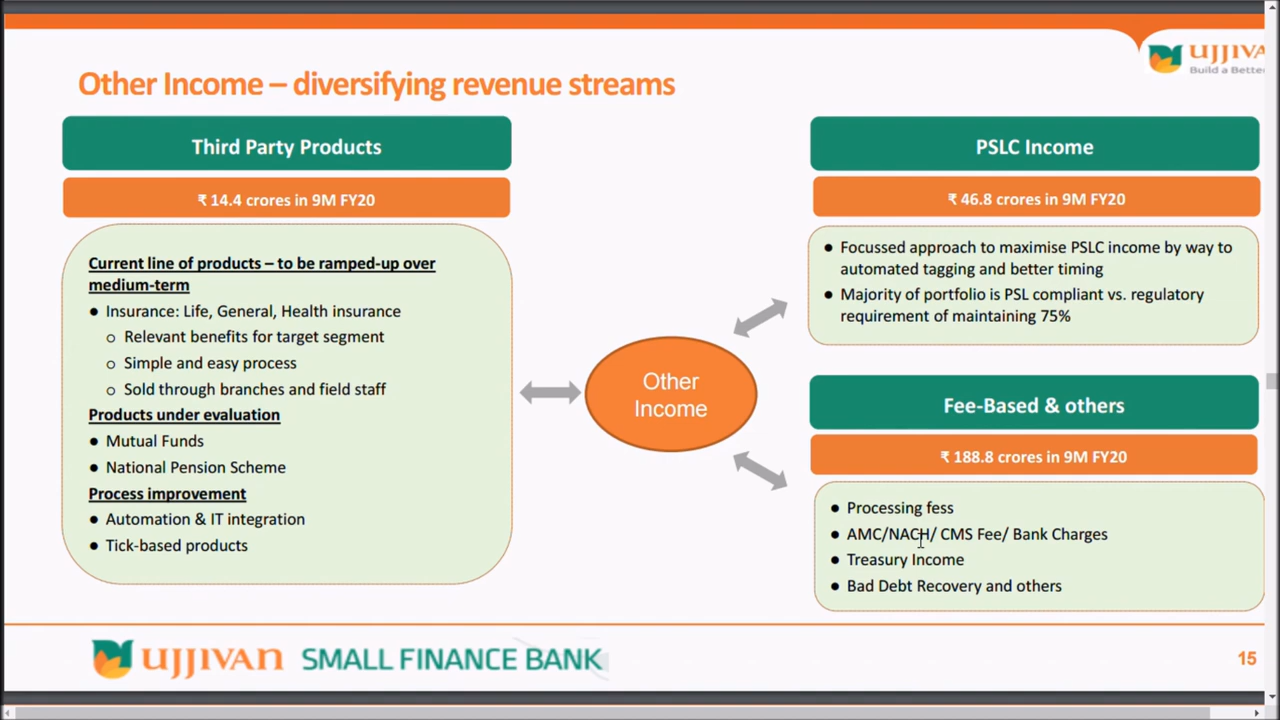 UJJIVA
Build a Bette
Other Income – diversifying revenue streams
Third Party Products
₹ 14.4 crores in 9M FY20
Current line of products – to be ramped-up over
medium-term
● Insurance: Life, General, Health insurance
o Relevant benefits for target segment
o Simple and easy process
o Sold through branches and field staff
Products under evaluation
● Mutual Funds
● National Pension Scheme
Process improvement
● Automation & IT integration
● Tick-based products
Other
Income
PSLC Income
₹ 46.8 crores in 9M FY20
● Focussed approach to maximise PSLC income by way to
automated tagging and better timing
● Majority of portfolio is PSL compliant vs. regulatory
requirement of maintaining 75%
Fee-Based & others
₹ 188.8 crores in 9M FY20
● Processing fess
● AMC/NACH/ CMS Fee/ Bank Charges
● Treasury Income
● Bad Debt Recovery and others
UJJIVAN SMALL FINANCE BANK
15